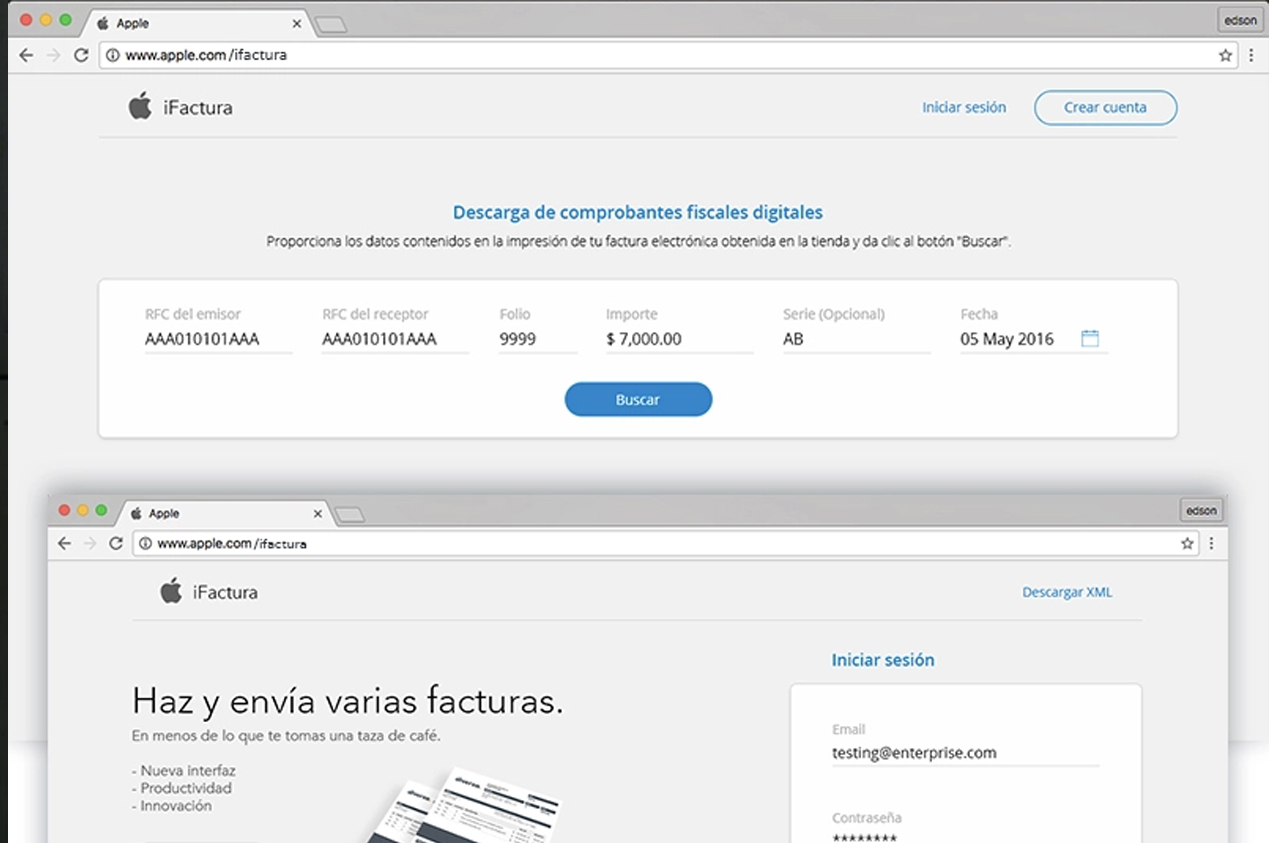 Apple
edson
www.apple.com/ifactura
iFactura
Iniciar sesión
Crear cuenta
Descarga de comprobantes fiscales digitales
Proporciona los datos contenidos en la impresión de tu factura electrónica obtenida en la tienda y da clic al botón "Buscar".
RFC del emisor
RFC del receptor
Folio
Importe
Serie (Opcional)
Fecha
AAA010101AAA
AAA010101AAA
9999
$ 7,000.00
AB
05 May 2016
Buscar
Apple
edson
www.apple.com/ifactura
iFactura
Descargar XML
Iniciar sesión
Haz y envía varias facturas.
En menos de lo que te tomas una taza de café.
- Nueva interfaz
- Productividad
- Innovación
Email
testing@enterprise.com
Contraseña
********
diverza.
diverza.